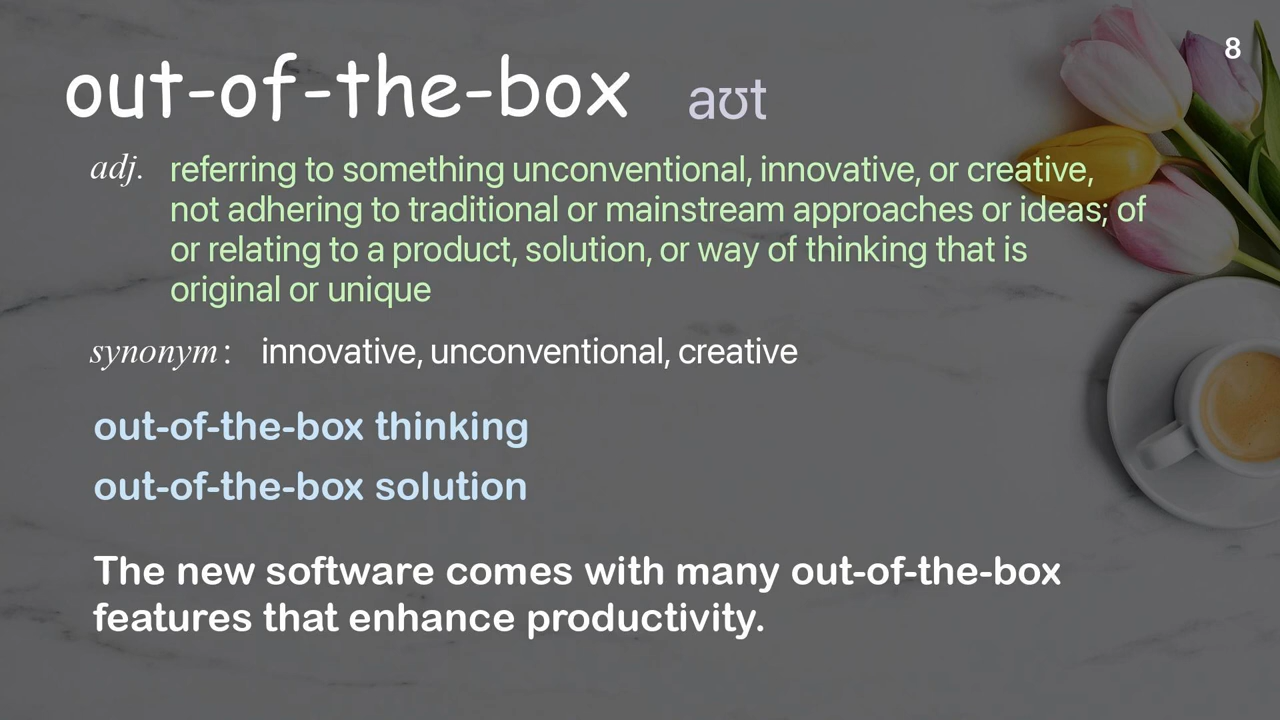 8
out-of-the-box aʊt
adj. referring to something unconventional, innovative, or creative,
not adhering to traditional or mainstream approaches or ideas; of
or relating to a product, solution, or way of thinking that is
original or unique
synonym: innovative, unconventional, creative
out-of-the-box thinking
out-of-the-box solution
The new software comes with many out-of-the-box
features that enhance productivity.